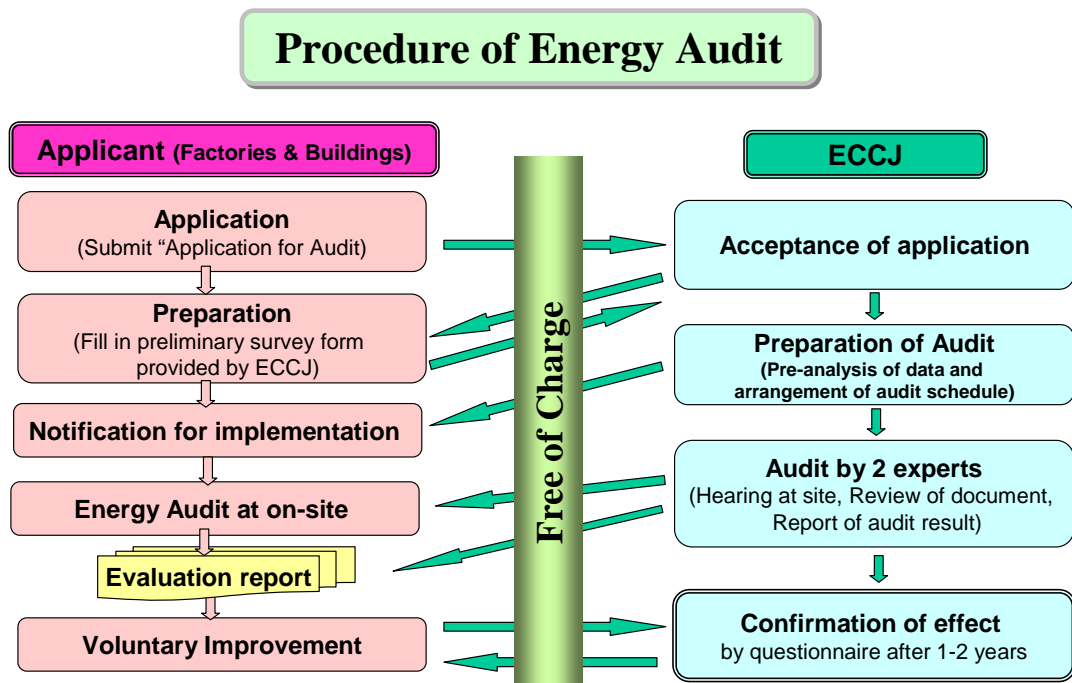 Procedure of Energy Audit
Applicant (Factories & Buildings)
Application
(Submit “Application for Audit)
Preparation
(Fill in preliminary survey form
provided by ECCJ)
Notification for implementation
Energy Audit at on-site
Evaluation report
Voluntary Improvement
Free of Charge
ECCJ
Acceptance of application
Preparation of Audit
(Pre-analysis of data and
arrangement of audit schedule)
Audit by 2 experts
(Hearing at site, Review of document,
Report of audit result)
Confirmation of effect
by questionnaire after 1-2 years